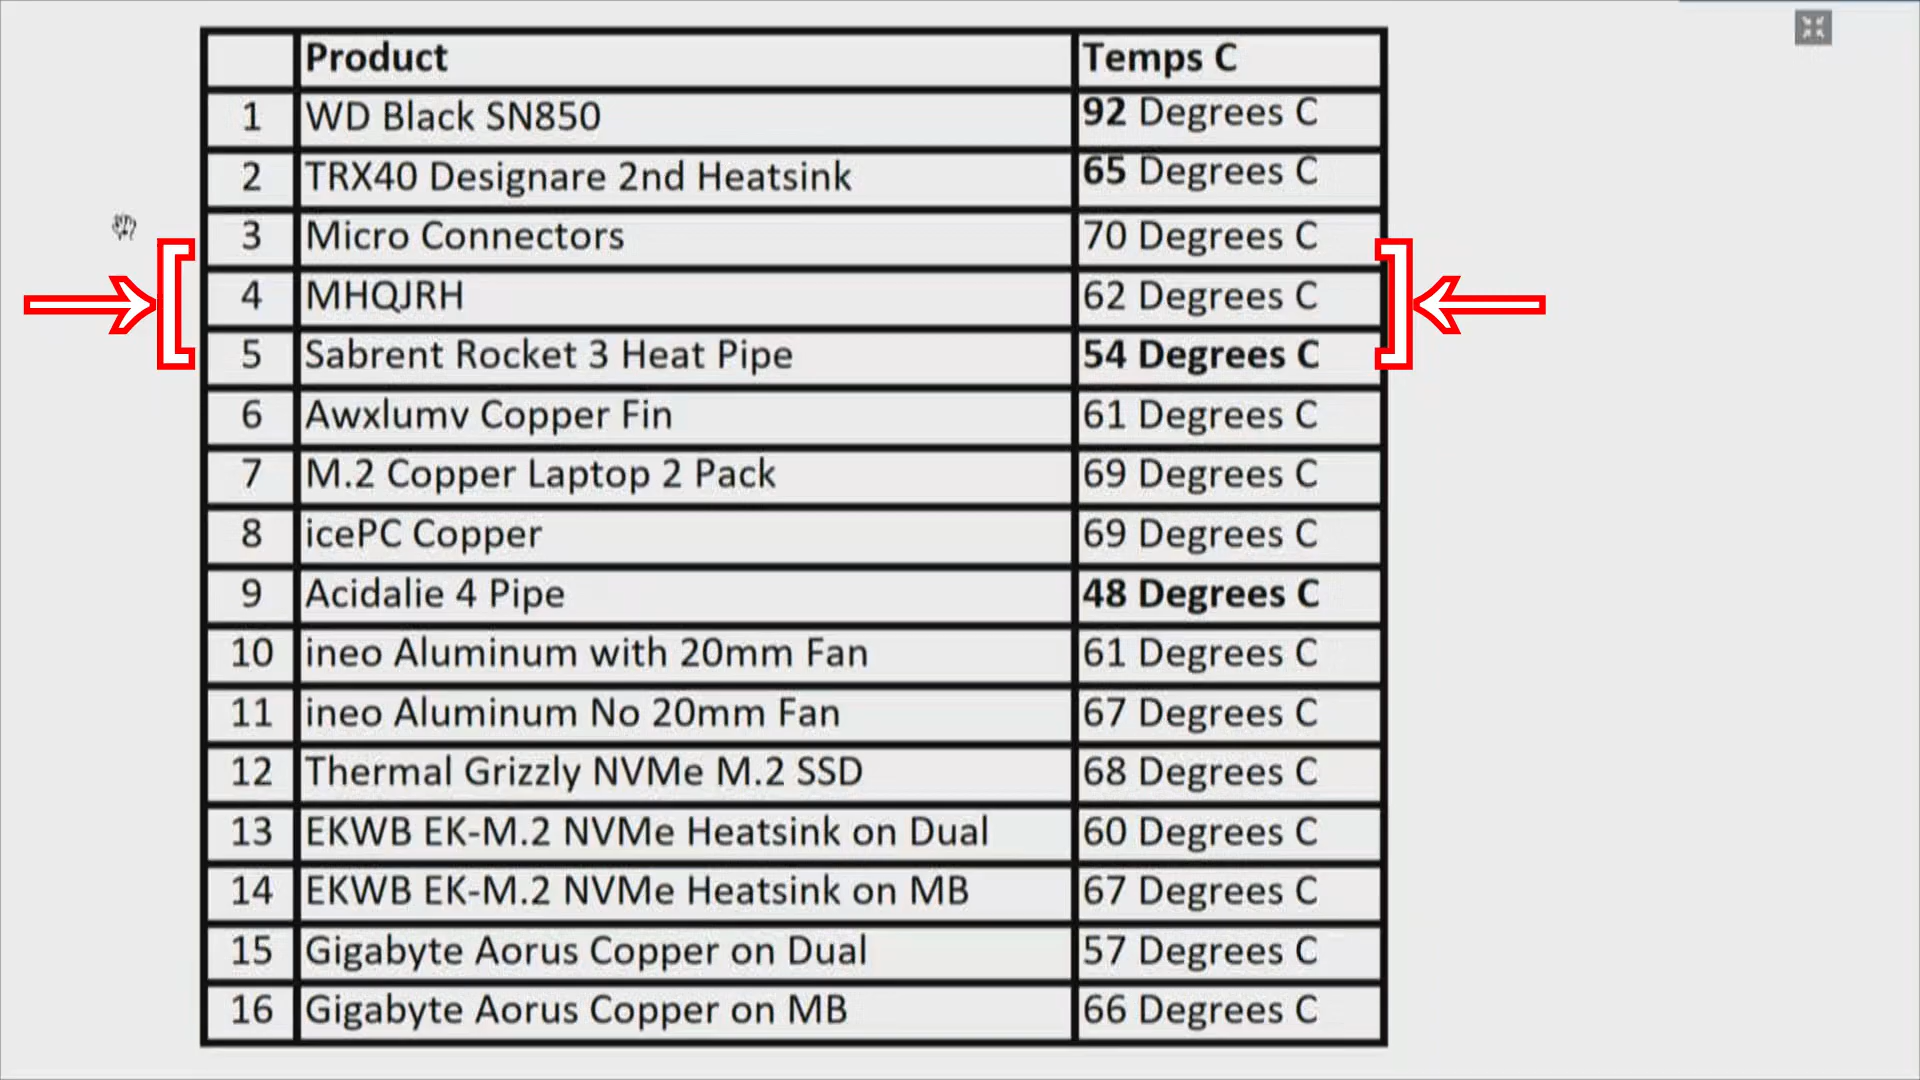 Product Temps C
1 WD Black SN850 92 Degrees C
2 TRX40 Designare 2nd Heatsink 65 Degrees C
3 Micro Connectors 70 Degrees C
4 MHQJRH 62 Degrees C
5 Sabrent Rocket 3 Heat Pipe 54 Degrees C
6 Awxlumv Copper Fin 61 Degrees C
7 M.2 Copper Laptop 2 Pack 69 Degrees C
8 icePC Copper 69 Degrees C
9 Acidalie 4 Pipe 48 Degrees C
10 ineo Aluminum with 20mm Fan 61 Degrees C
11 ineo Aluminum No 20mm Fan 67 Degrees C
12 Thermal Grizzly NVMe M.2 SSD 68 Degrees C
13 EKWB EK-M.2 NVMe Heatsink on Dual 60 Degrees C
14 EKWB EK-M.2 NVMe Heatsink on MB 67 Degrees C
15 Gigabyte Aorus Copper on Dual 57 Degrees C
16 Gigabyte Aorus Copper on MB 66 Degrees C